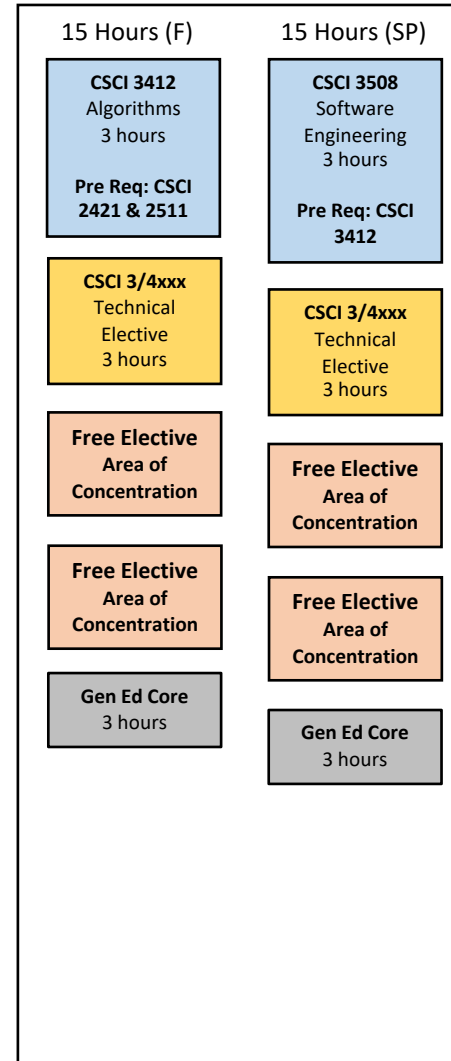 15 Hours (F)
CSCI 3412
Algorithms
3 hours
Pre Req: CSCI
2421 & 2511
CSCI 3/4xxx
Technical
Elective
3 hours
Free Elective
Area of
Concentration
Free Elective
Area of
Concentration
Gen Ed Core
3 hours
15 Hours (SP)
CSCI 3508
Software
Engineering
3 hours
Pre Req: CSCI
3412
CSCI 3/4xxx
Technical
Elective
3 hours
Free Elective
Area of
Concentration
Free Elective
Area of
Concentration
Gen Ed Core
3 hours